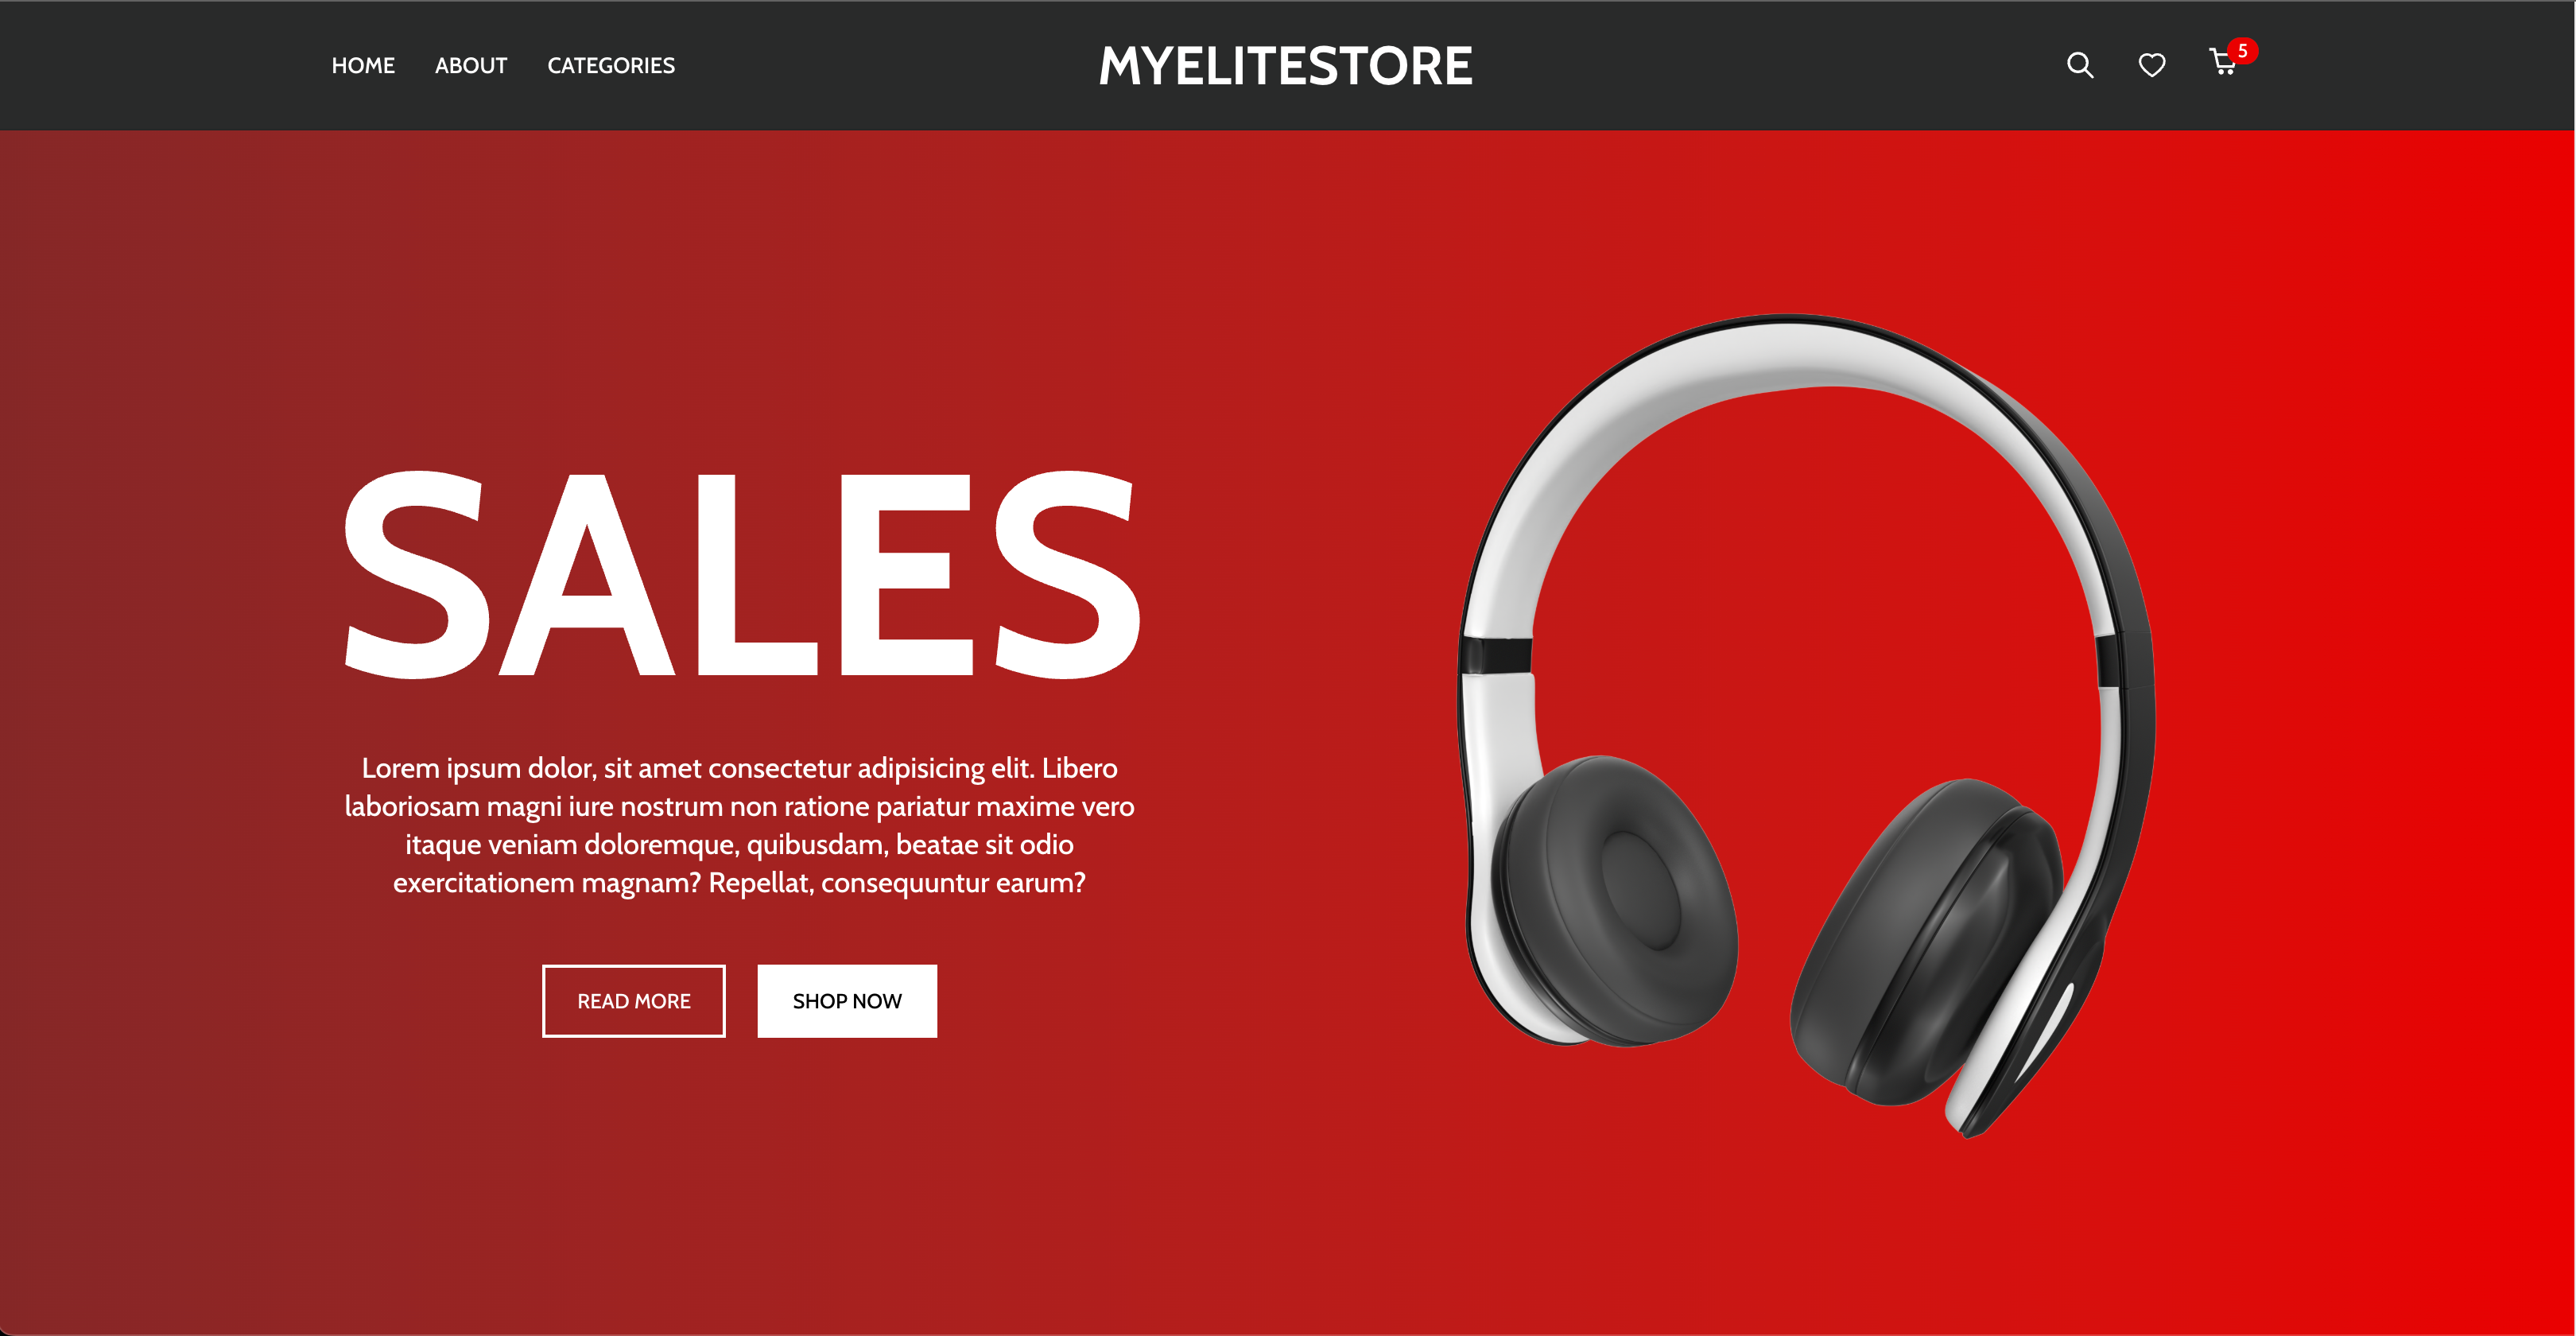 HOME ABOUT CATEGORIES
MYELITESTORE
5
SALES
Lorem ipsum dolor, sit amet consectetur adipisicing elit. Libero
laboriosam magni iure nostrum non ratione pariatur maxime vero
itaque veniam doloremque, quibusdam, beatae sit odio
exercitationem magnam? Repellat, consequuntur earum?
READ MORE
SHOP NOW